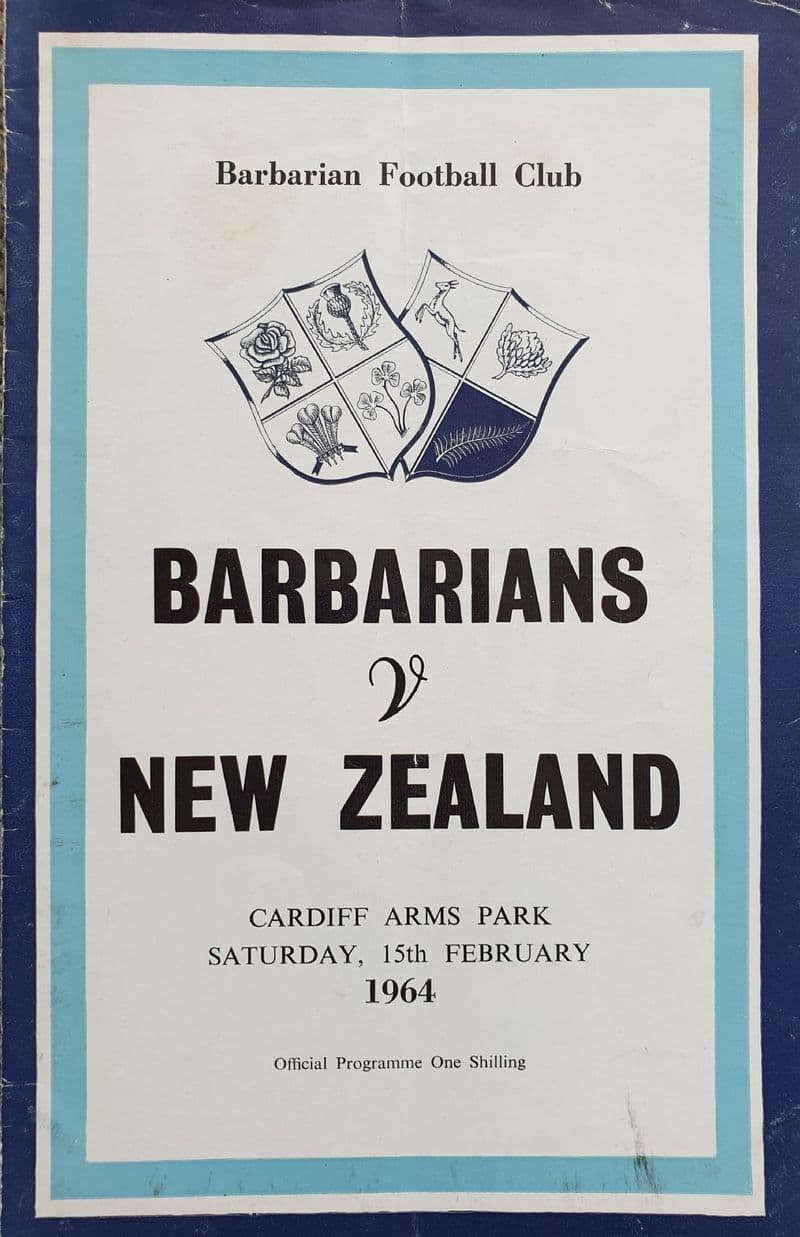 Barbarian Football Club
BARBARIANS
V
NEW ZEALAND
CARDIFF ARMS PARK
SATURDAY, 15th FEBRUARY
1964
Official Programme One Shilling